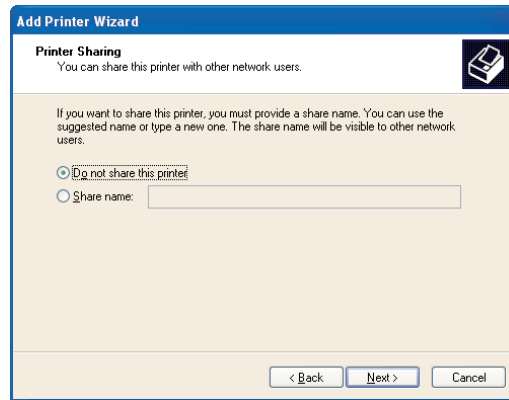 Add Printer Wizard
Printer Sharing
You can share this printer with other network users.
If you want to share this printer, you must provide a share name. You can use the
suggested name or type a new one. The share name will be visible to other network
users.
Do not share this printer
Share name:
< Back
Next >
Cancel